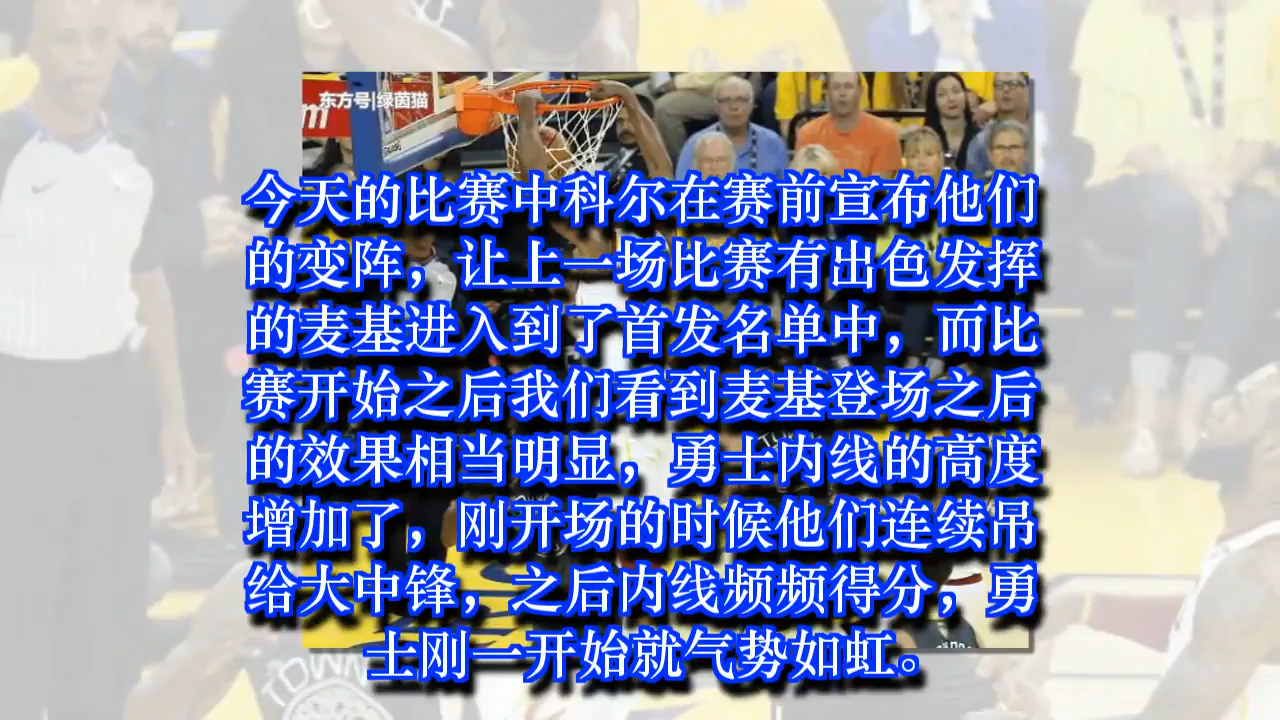 东方号|绿茵猫
今天的比赛中科尔在赛前宣布他们
的变阵，让上一场比赛有出色发挥
的麦基进入到了首发名单中，而比
赛开始之后我们看到麦基登场之后
的效果相当明显，勇士内线的高度
增加了，刚开场的时候他们连续吊
给大中锋，之后内线频频得分，勇
士刚一开始就气势如虹。